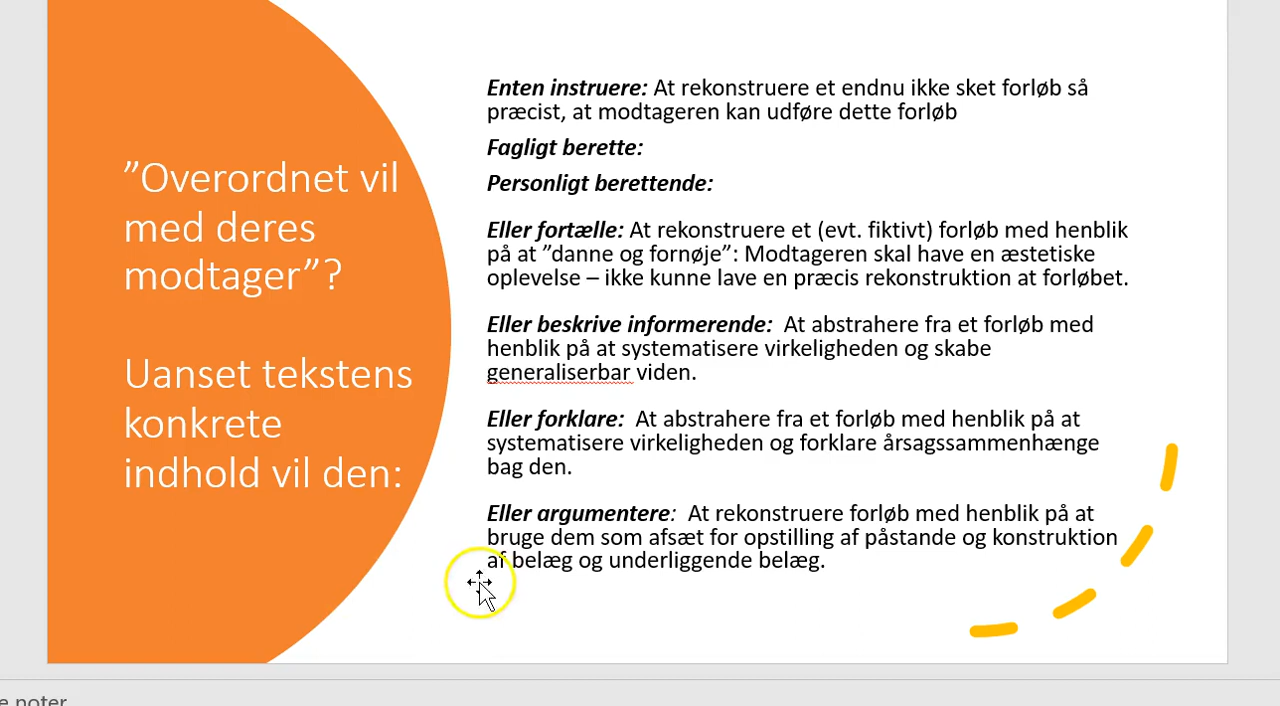 ”Overordnet vil
med deres
modtager”?
Uanset tekstens
konkrete
indhold vil den:
Enten instruere: At rekonstruere et endnu ikke sket forløb så
præcist, at modtageren kan udføre dette forløb
Fagligt berette:
Personligt berettende:
Eller fortælle: At rekonstruere et (evt. fiktivt) forløb med henblik
på at ”danne og fornøje”: Modtageren skal have en æstetiske
oplevelse – ikke kunne lave en præcis rekonstruktion at forløbet.
Eller beskrive informerende: At abstrahere fra et forløb med
henblik på at systematisere virkeligheden og skabe
generaliserbar viden.
Eller forklare: At abstrahere fra et forløb med henblik på at
systematisere virkeligheden og forklare årsagssammenhænge
bag den.
Eller argumentere: At rekonstruere forløb med henblik på at
bruge dem som afsæt for opstilling af påstande og konstruktion
af belæg og underliggende belæg.
e noter